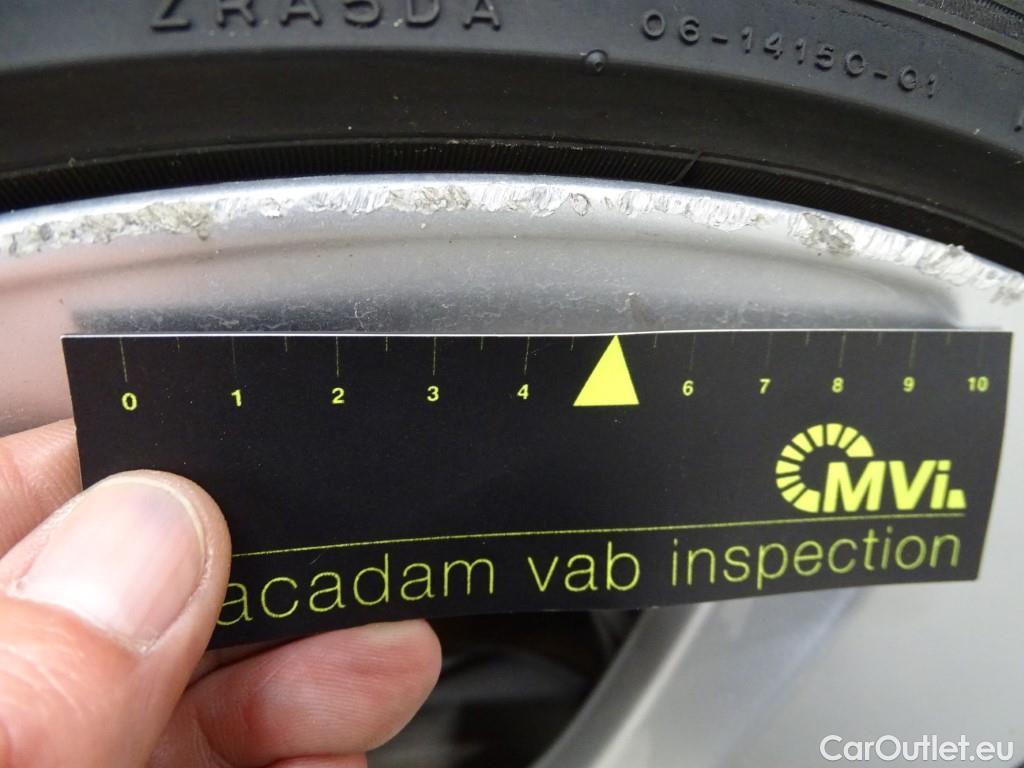 ZRA5DA
06-14150-01
0 1 2 3 4 6 7 8 9 10
MVi.
acadam vab inspection
CarOutlet.eu